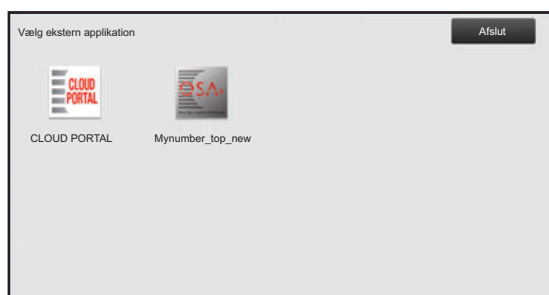 Vælg ekstern applikation
Afslut
CLOUD
PORTAL
OSA
CLOUD PORTAL
Mynumber_top_new